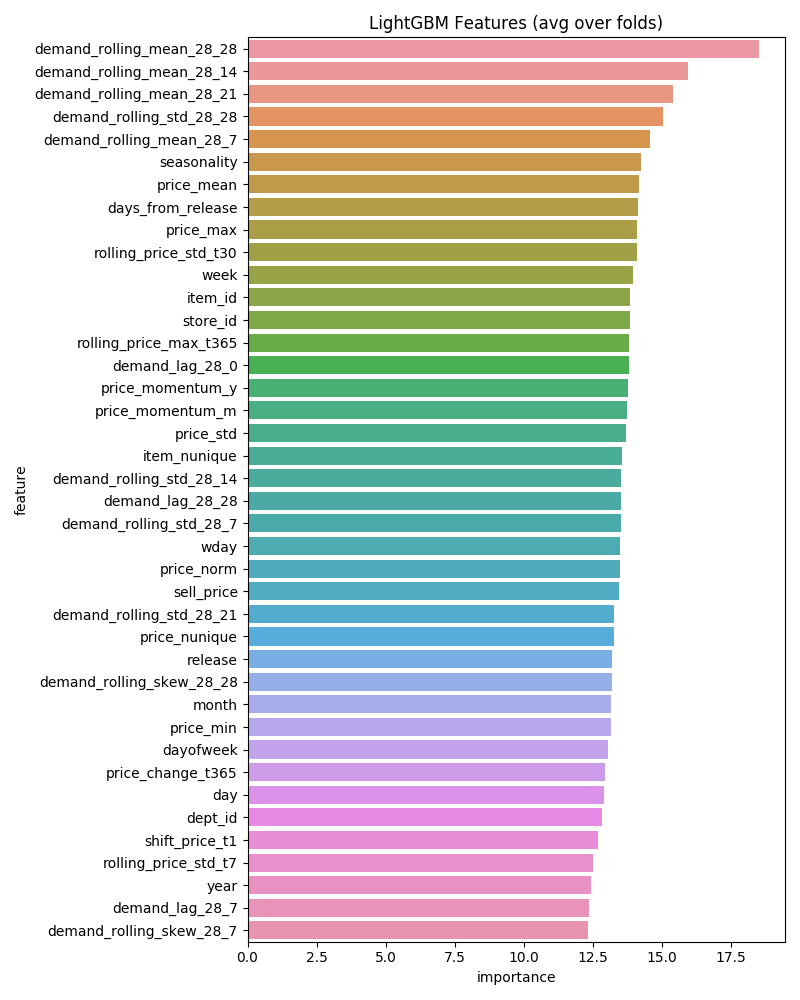 LightGBM Features (avg over folds)
demand_rolling_mean_28_28
demand_rolling_mean_28_14
demand_rolling_mean_28_21
demand_rolling_std_28_28
demand_rolling_mean_28_7
seasonality
price_mean
days_from_release
price_max
rolling_price_std_t30
week
item_id
store_id
rolling_price_max_t365
demand_lag_28_0
price_momentum_y
price_momentum_m
price_std
item_nunique
demand_rolling_std_28_14
demand_lag_28_28
demand_rolling_std_28_7
wday
price_norm
sell_price
demand_rolling_std_28_21
price_nunique
release
demand_rolling_skew_28_28
month
price_min
dayofweek
price_change_t365
day
dept_id
shift_price_t1
rolling_price_std_t7
year
demand_lag_28_7
demand_rolling_skew_28_7
feature
0.0 2.5 5.0 7.5 10.0 12.5 15.0 17.5
importance